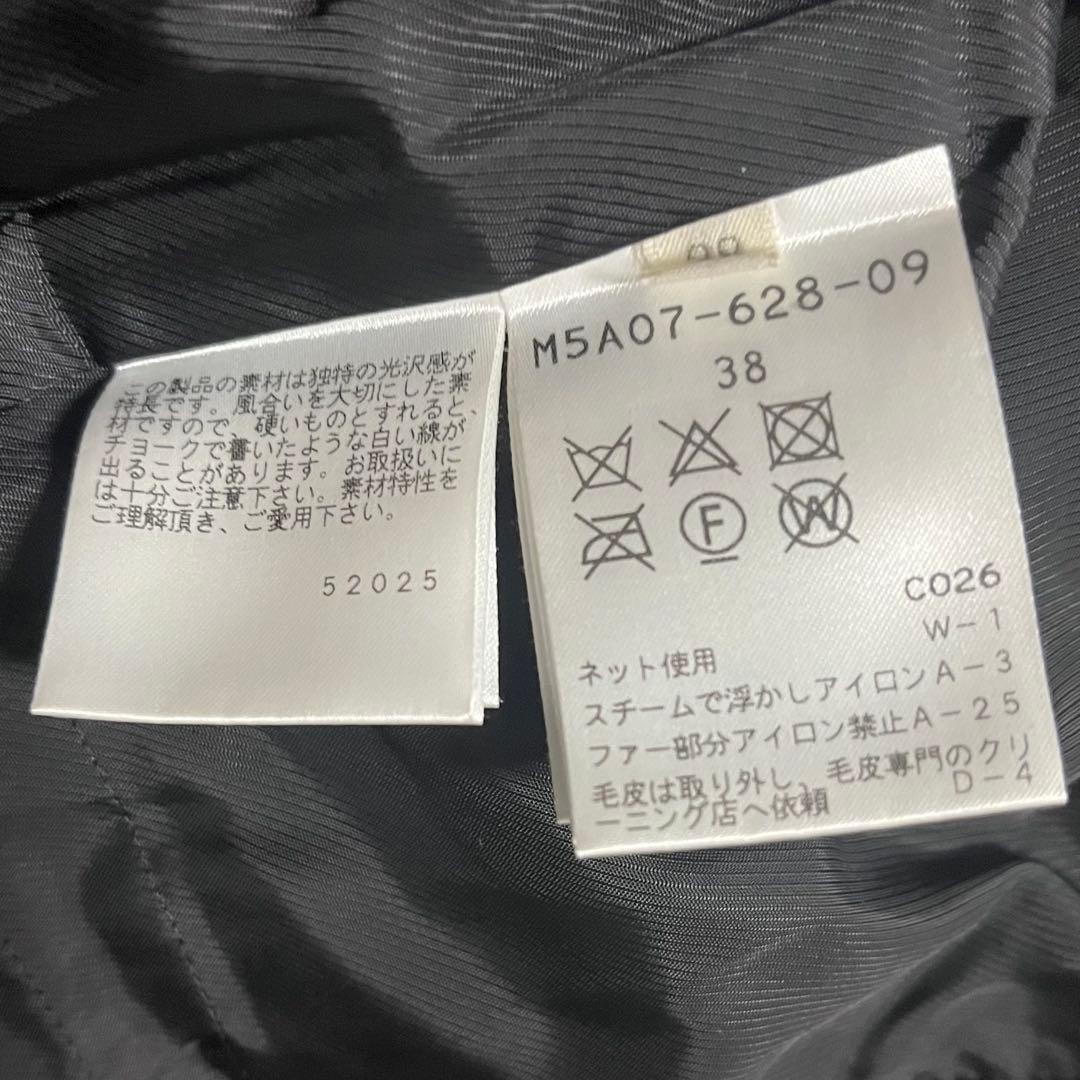 この製品の素材は独特の光沢感が
特長です。風合いを大切にした素
材ですので、硬いものとすれると、
チョークで書いたような白い線が
出ることがあります。お取扱いに
は十分ご注意下さい。素材特性を
ご理解頂き、ご愛用下さい。
52025
M5A07-628-09
38
F
W
C026
W-1
ネット使用
スチームで浮かしアイロンA-3
ファー部分アイロン禁止A-25
毛皮は取り外し、毛皮専門のクリ
ーニング店へ依頼 D-4